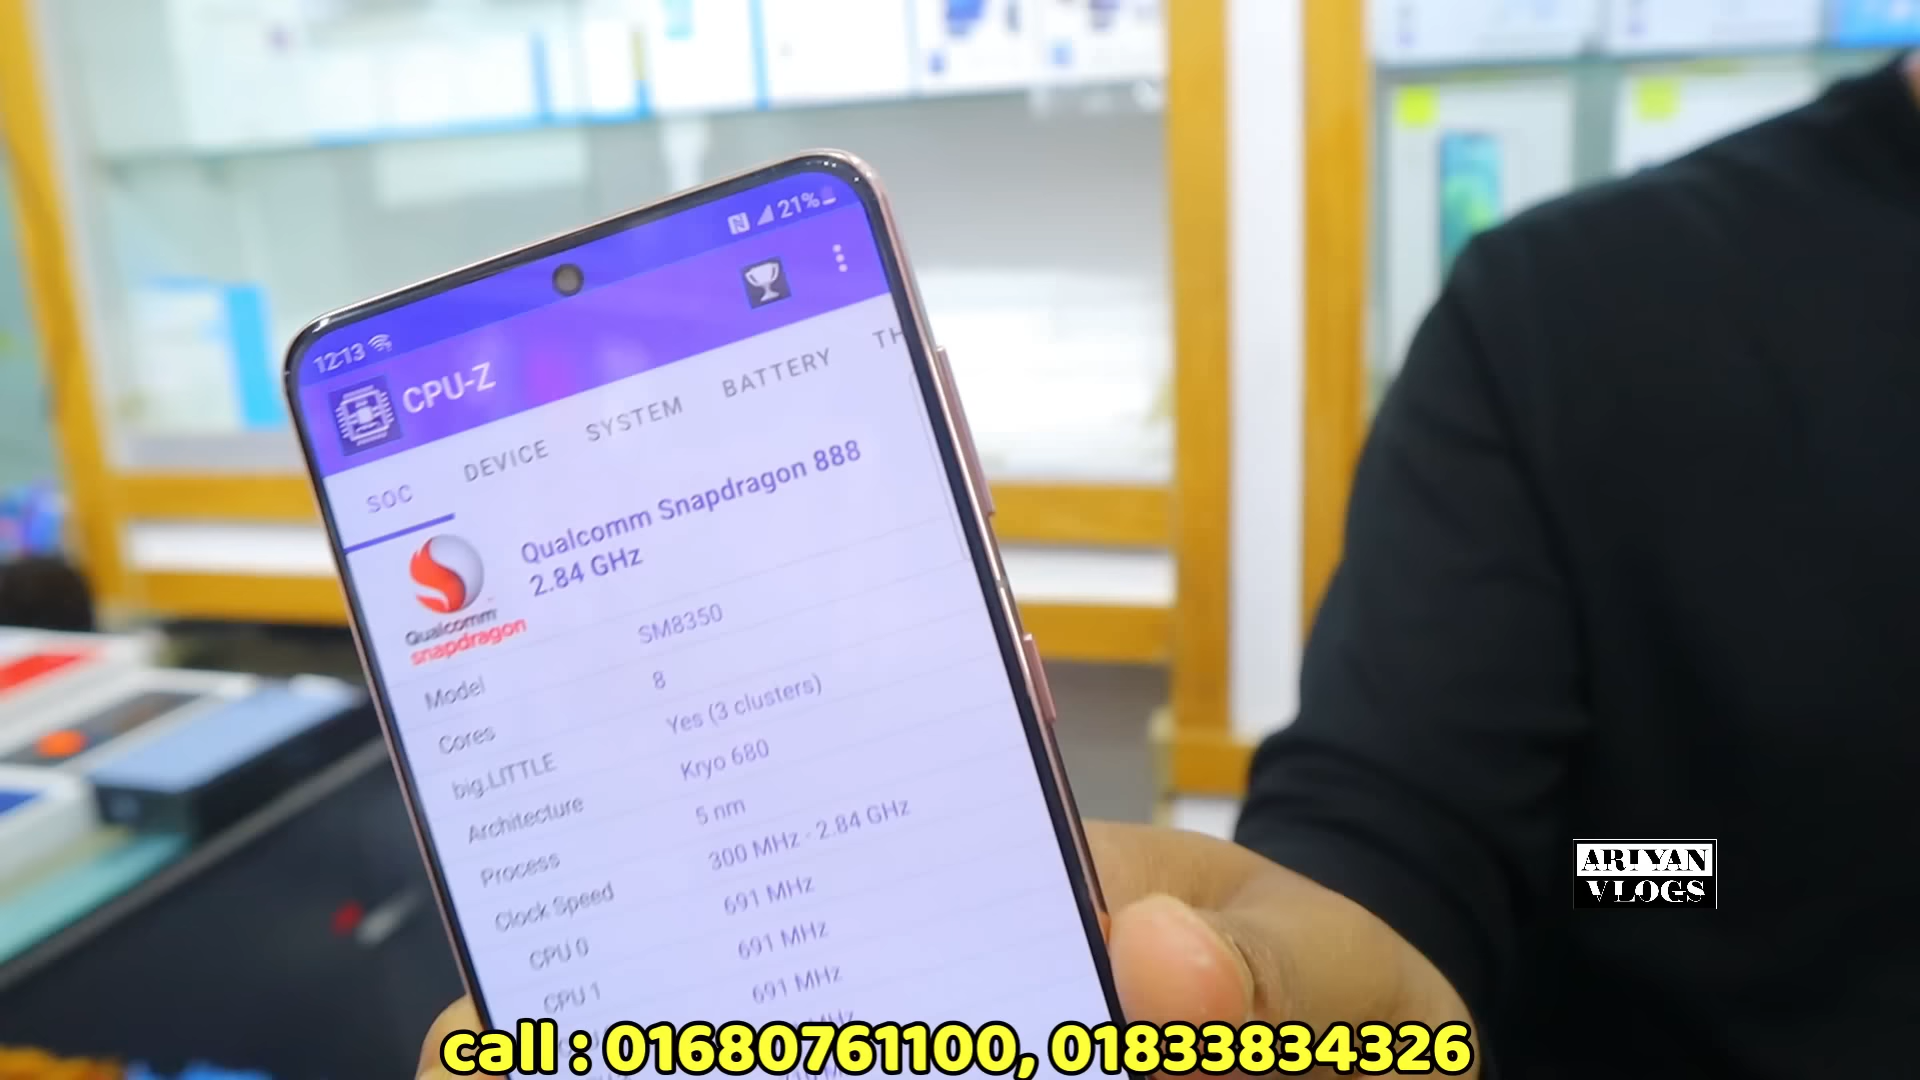 12:13
21%
CPU-Z
SOC DEVICE SYSTEM BATTERY TH
Qualcomm Snapdragon 888
2.84 GHz
Qualcomm
snapdragon
Model SM8350
Cores 8
big.LITTLE Yes (3 clusters)
Architecture Kryo 680
Process 5 nm
Clock Speed 300 MHz - 2.84 GHz
CPU 0 691 MHz
CPU 1 691 MHz
691 MHz
MHz
ARIYAN
VLOGS
call : 01680761100, 01833834326